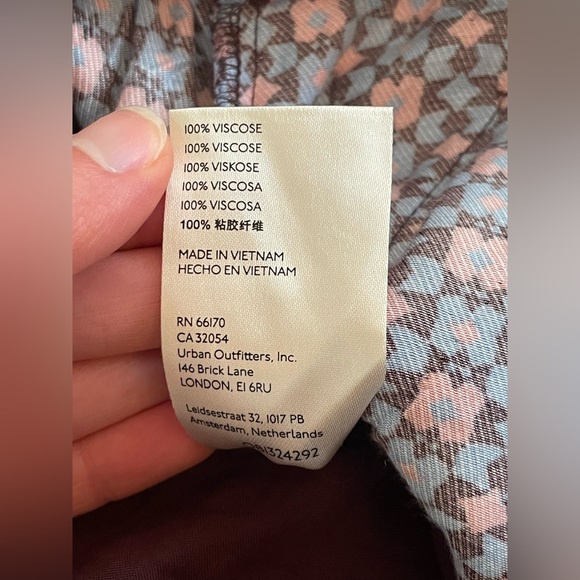 100% VISCOSE
100% VISCOSE
100% VISKOSE
100% VISCOSA
100% VISCOSA
100% 粘胶纤维
MADE IN VIETNAM
HECHO EN VIETNAM
RN 66170
CA 32054
Urban Outfitters, Inc.
146 Brick Lane
LONDON, E1 6RU
Leidsestraat 32, 1017 PB
Amsterdam, Netherlands